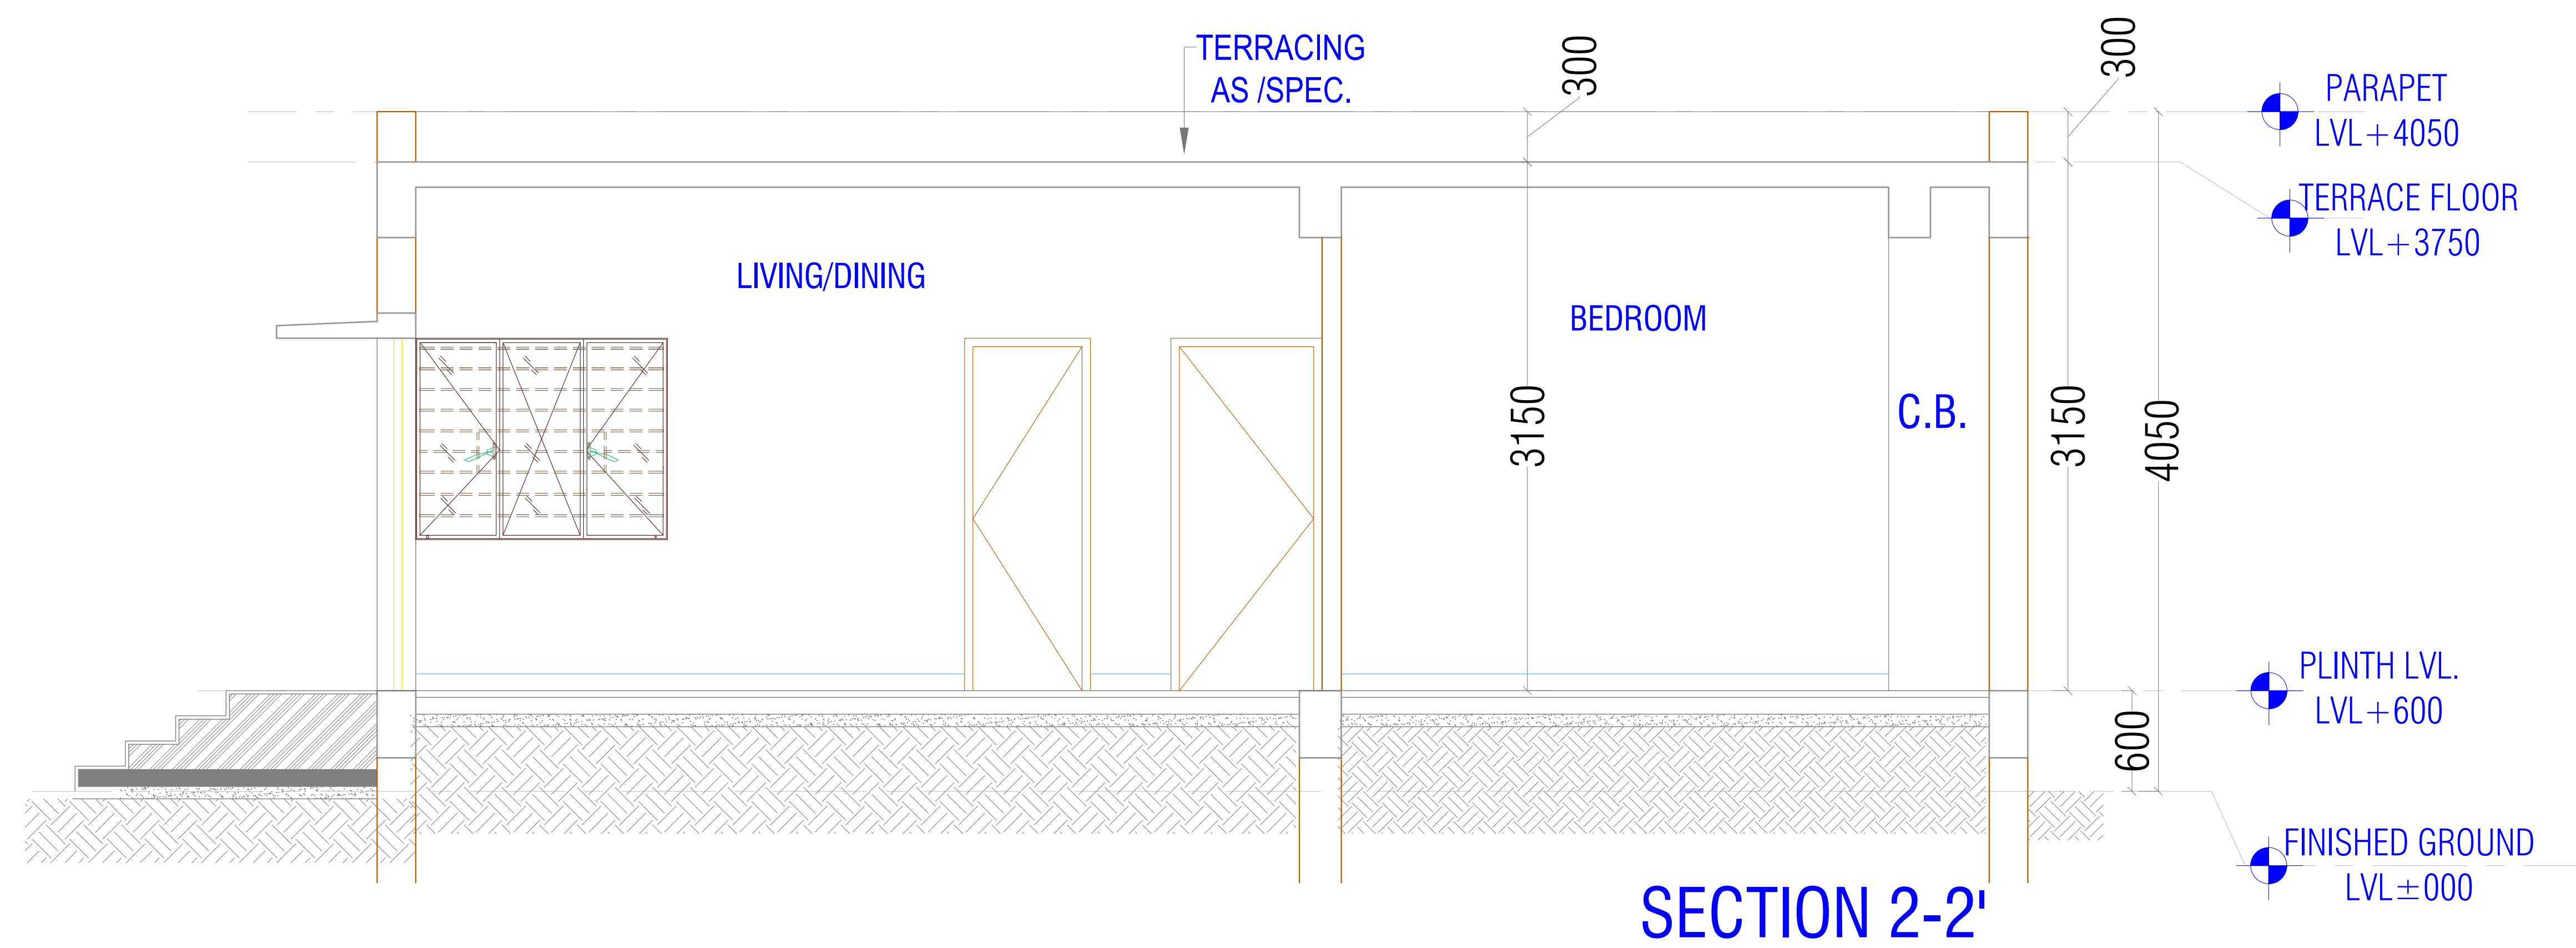 TERRACING
AS /SPEC.
300
300
PARAPET
LVL+4050
TERRACE FLOOR
LVL+3750
LIVING/DINING
BEDROOM
C.B.
3150
3150
4050
PLINTH LVL.
LVL+600
600
FINISHED GROUND
LVL±000
SECTION 2-2'